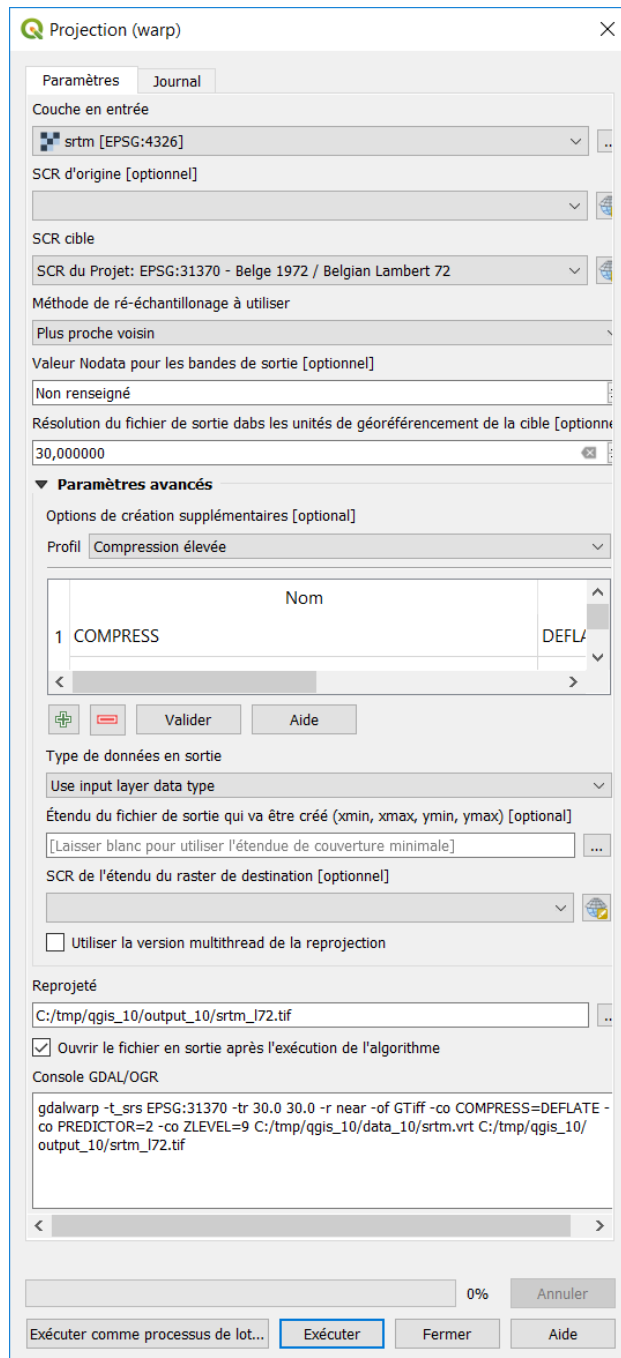 Projection (warp)
Paramètres
Journal
Couche en entrée
srtm [EPSG:4326]
...
SCR d'origine [optionnel]
SCR cible
SCR du Projet: EPSG:31370 - Belge 1972 / Belgian Lambert 72
Méthode de ré-échantillonage à utiliser
Plus proche voisin
Valeur Nodata pour les bandes de sortie [optionnel]
Non renseigné
Résolution du fichier de sortie dabs les unités de géoréférencement de la cible [optionne
30,000000
Paramètres avancés
Options de création supplémentaires [optional]
Profil Compression élevée
Nom
1 COMPRESS DEFLA
Valider
Aide
Type de données en sortie
Use input layer data type
Étendu du fichier de sortie qui va être créé (xmin, xmax, ymin, ymax) [optional]
[Laisser blanc pour utiliser l'étendue de couverture minimale]
...
SCR de l'étendu du raster de destination [optionnel]
Utiliser la version multithread de la reprojection
Reprojeté
C:/tmp/qgis_10/output_10/srtm_l72.tif
...
Ouvrir le fichier en sortie après l'exécution de l'algorithme
Console GDAL/OGR
gdalwarp -t_srs EPSG:31370 -tr 30.0 30.0 -r near -of GTiff -co COMPRESS=DEFLATE -
co PREDICTOR=2 -co ZLEVEL=9 C:/tmp/qgis_10/data_10/srtm.vrt C:/tmp/qgis_10/
output_10/srtm_l72.tif
0%
Annuler
Exécuter comme processus de lot...
Exécuter
Fermer
Aide